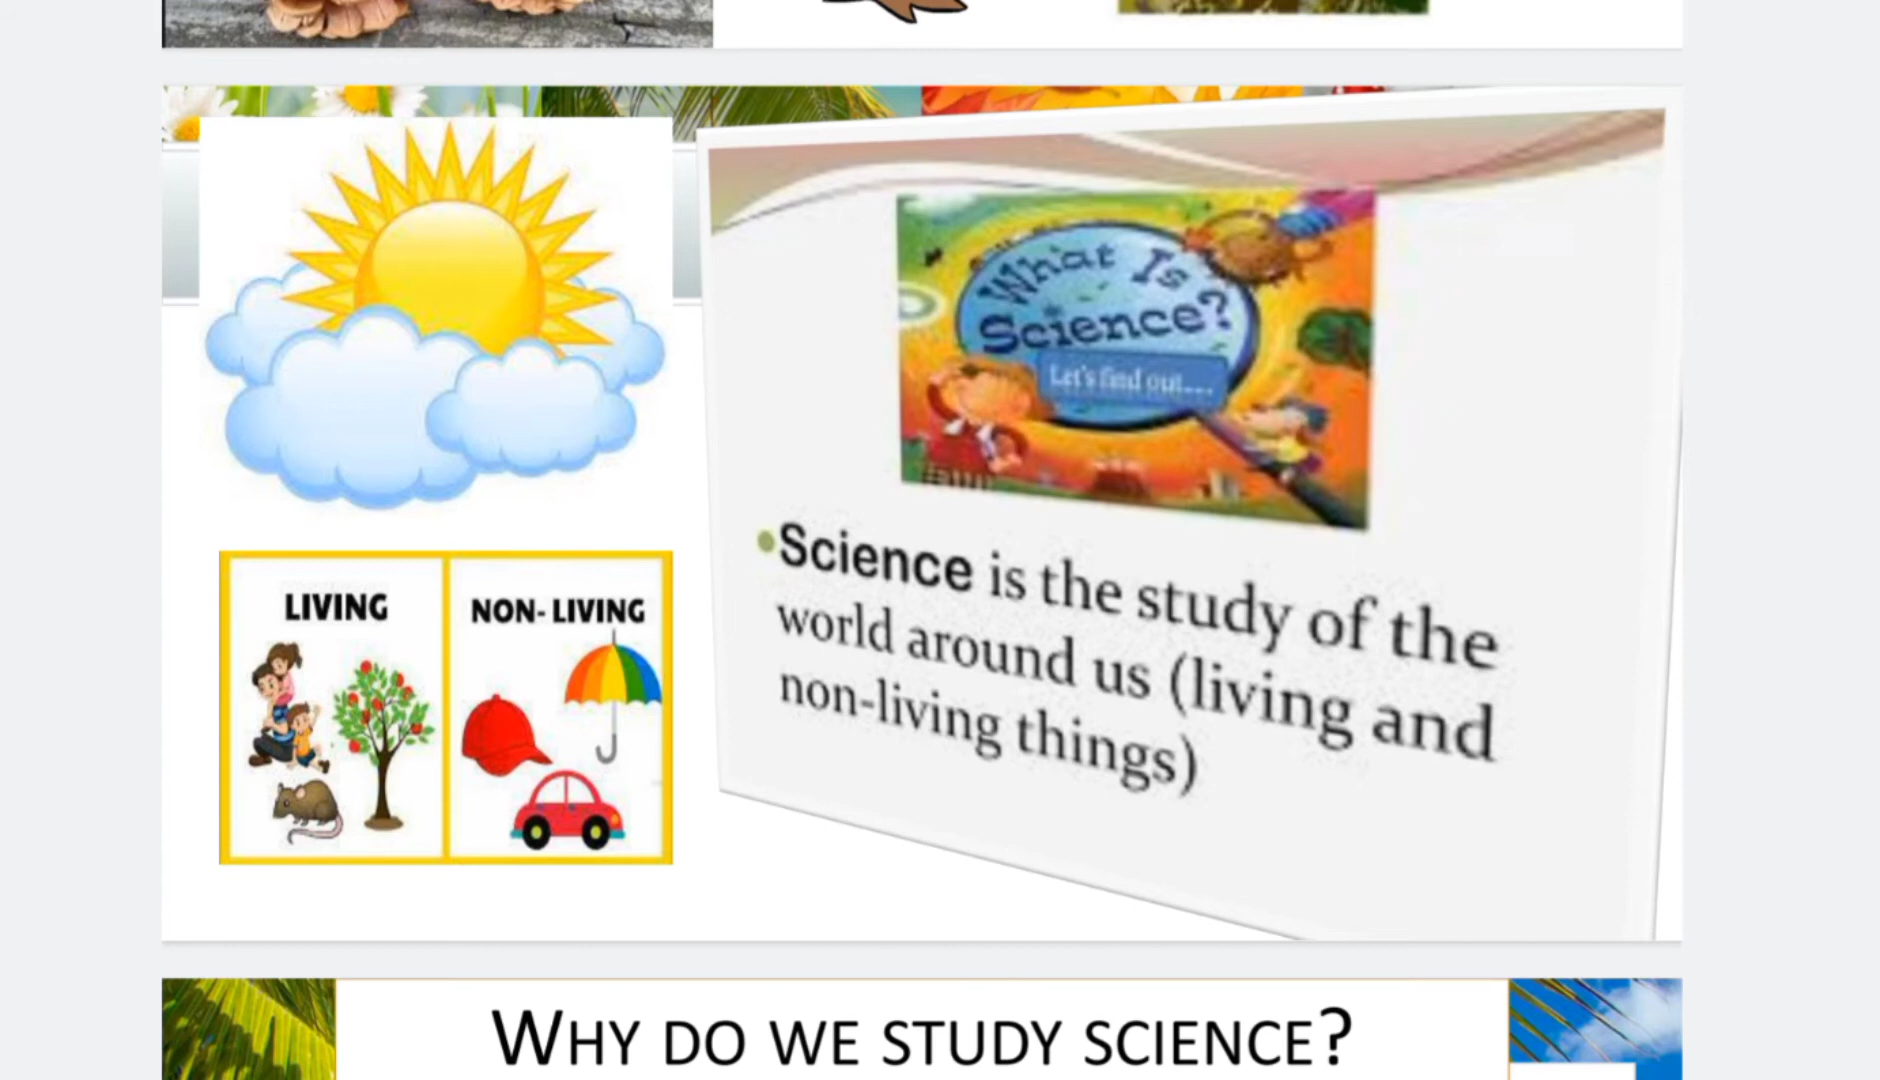 What Is
Science?
Let's find out....
•Science is the study of the
world around us (living and
non-living things)
LIVING
NON-LIVING
WHY DO WE STUDY SCIENCE?